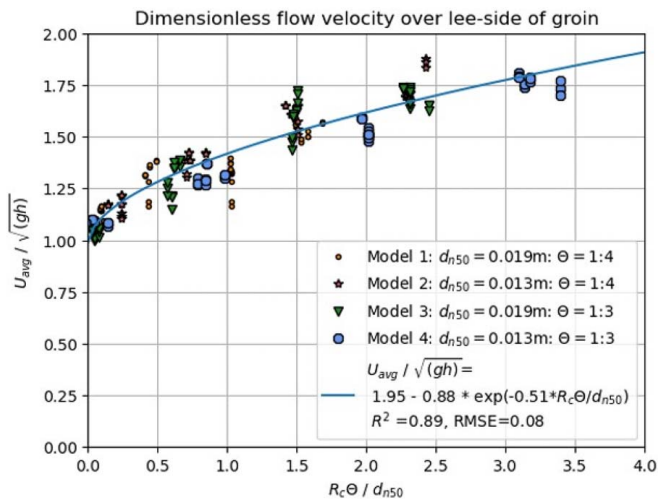 Dimensionless flow velocity over lee-side of groin
2.00
1.75
1.50
1.25
1.00
0.75
0.50
0.25
0.00
U_avg / √(gh)
Model 1: d_n50 = 0.019m: Θ = 1:4
Model 2: d_n50 = 0.013m: Θ = 1:4
Model 3: d_n50 = 0.019m: Θ = 1:3
Model 4: d_n50 = 0.013m: Θ = 1:3
U_avg / √(gh)=
1.95 - 0.88 * exp(-0.51*R_cΘ/d_n50)
R² =0.89, RMSE=0.08
0.0 0.5 1.0 1.5 2.0 2.5 3.0 3.5 4.0
R_cΘ / d_n50